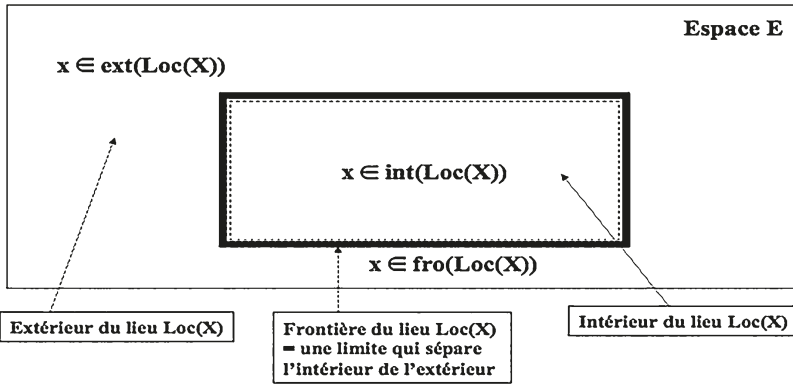 Espace E
x ∈ ext(Loc(X))
x ∈ int(Loc(X))
x ∈ fro(Loc(X))
Extérieur du lieu Loc(X)
Frontière du lieu Loc(X)
= une limite qui sépare
l'intérieur de l'extérieur
Intérieur du lieu Loc(X)